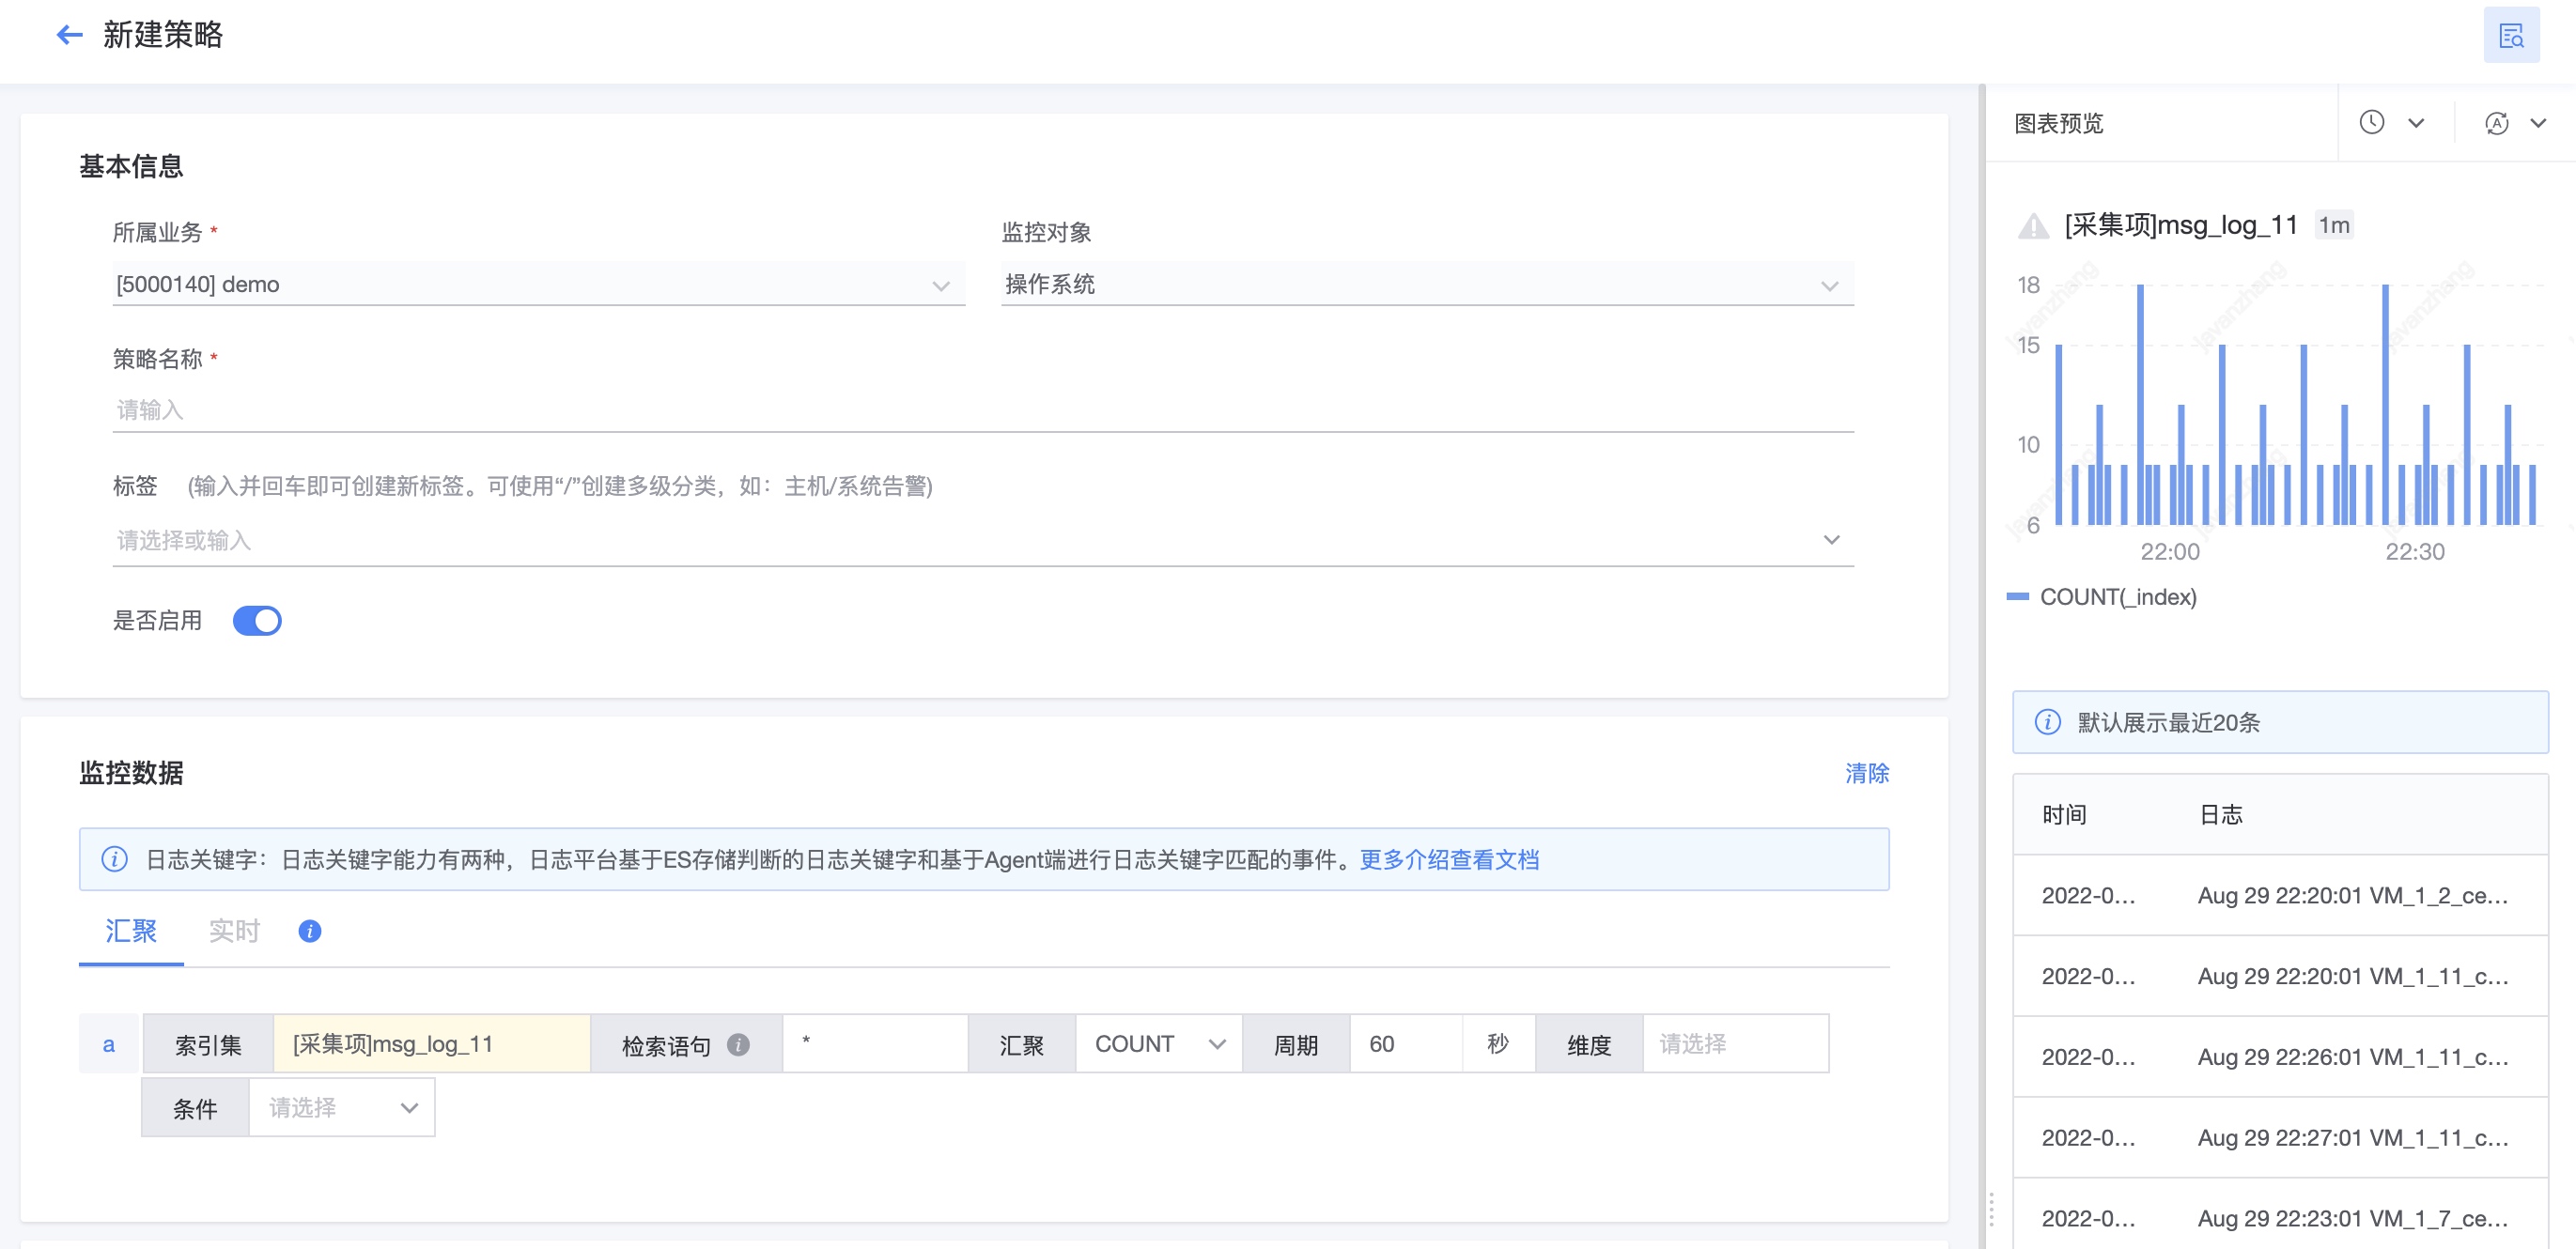 新建策略
基本信息
所属业务 *
监控对象
[5000140] demo
操作系统
策略名称 *
请输入
标签 (输入并回车即可创建新标签。可使用“/”创建多级分类，如：主机/系统告警)
请选择或输入
是否启用
监控数据
清除
日志关键字：日志关键字能力有两种，日志平台基于ES存储判断的日志关键字和基于Agent端进行日志关键字匹配的事件。更多介绍查看文档
汇聚 实时
a 索引集 [采集项]msg_log_11 检索语句 * 汇聚 COUNT 周期 60 秒 维度 请选择
条件 请选择
图表预览
[采集项]msg_log_11 1m
18
15
10
6
22:00 22:30
javanzhang
javanzhang
javanzhang
COUNT(_index)
默认展示最近20条
时间 日志
2022-0... Aug 29 22:20:01 VM_1_2_ce...
2022-0... Aug 29 22:20:01 VM_1_11_c...
2022-0... Aug 29 22:26:01 VM_1_11_c...
2022-0... Aug 29 22:27:01 VM_1_11_c...
2022-0... Aug 29 22:23:01 VM_1_7_ce...